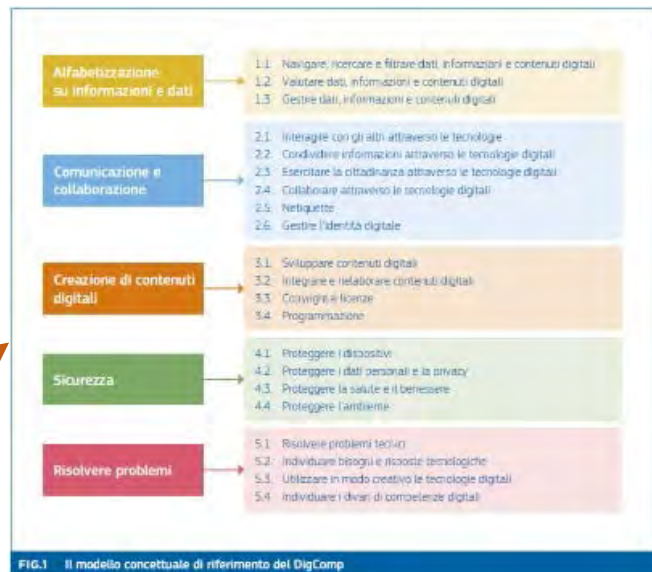 Alfabetizzazione
su informazioni e dati
1.1 Navigare, ricercare e filtrare dati, informazioni e contenuti digitali
1.2 Valutare dati, informazioni e contenuti digitali
1.3 Gestire dati, informazioni e contenuti digitali
Comunicazione e
collaborazione
2.1. Interagire con gli altri attraverso le tecnologie
2.2. Condividere informazioni attraverso le tecnologie digitali
2.3. Esercitare la cittadinanza attraverso le tecnologie digitali
2.4. Collaborare attraverso le tecnologie digitali
2.5. Netiquette
2.6. Gestire l'identità digitale
Creazione di contenuti
digitali
3.1. Sviluppare contenuti digitali
3.2 Integrare e rielaborare contenuti digitali
3.3 Copyright e licenze
3.4 Programmazione
Sicurezza
4.1. Proteggere i dispositivi
4.2 Proteggere i dati personali e la privacy
4.3. Proteggere la salute e il benessere
4.4. Proteggere l'ambiente
Risolvere problemi
5.1 Risolvere problemi tecnici
5.2. Individuare bisogni e risposte tecnologiche
5.3. Utilizzare in modo creativo le tecnologie digitali
5.4 Individuare i divari di competenze digitali
FIG.1 Il modello concettuale di riferimento del DigComp